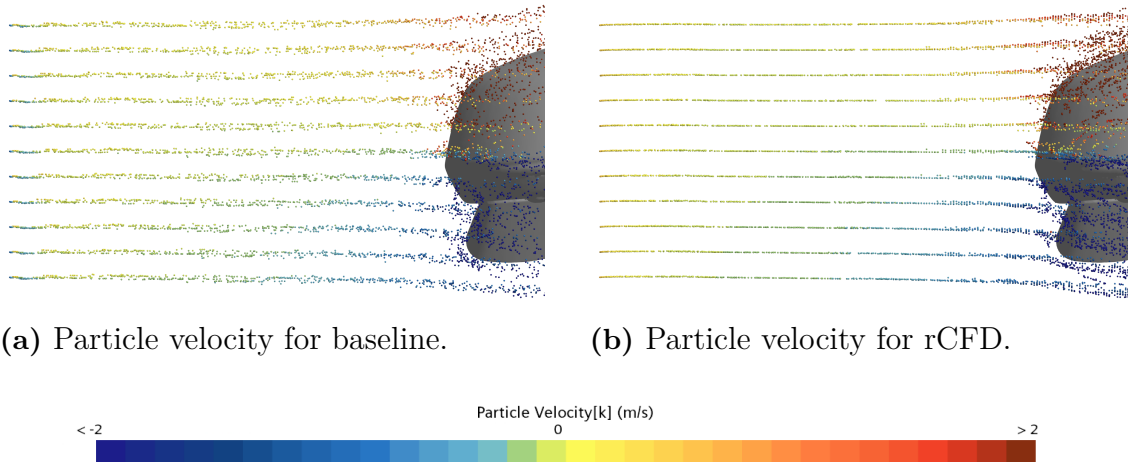 (a) Particle velocity for baseline.
(b) Particle velocity for rCFD.
Particle Velocity[k] (m/s)
< -2 0 > 2